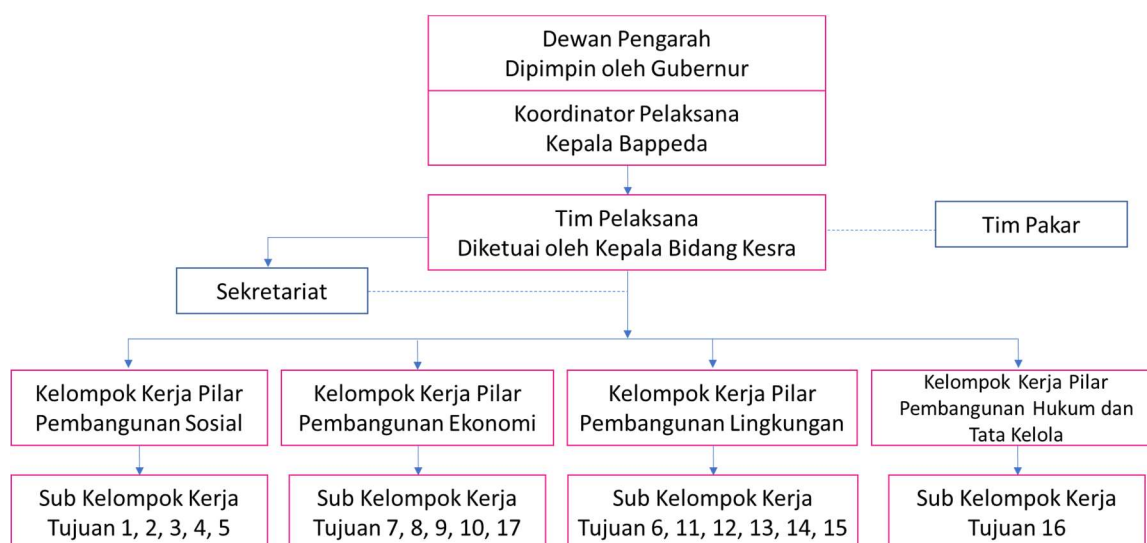 Dewan Pengarah
Dipimpin oleh Gubernur
Koordinator Pelaksana
Kepala Bappeda
Tim Pelaksana
Diketuai oleh Kepala Bidang Kesra
Tim Pakar
Sekretariat
Kelompok Kerja Pilar
Pembangunan Sosial
Kelompok Kerja Pilar
Pembangunan Ekonomi
Kelompok Kerja Pilar
Pembangunan Lingkungan
Kelompok Kerja Pilar
Pembangunan Hukum dan
Tata Kelola
Sub Kelompok Kerja
Tujuan 1, 2, 3, 4, 5
Sub Kelompok Kerja
Tujuan 7, 8, 9, 10, 17
Sub Kelompok Kerja
Tujuan 6, 11, 12, 13, 14, 15
Sub Kelompok Kerja
Tujuan 16